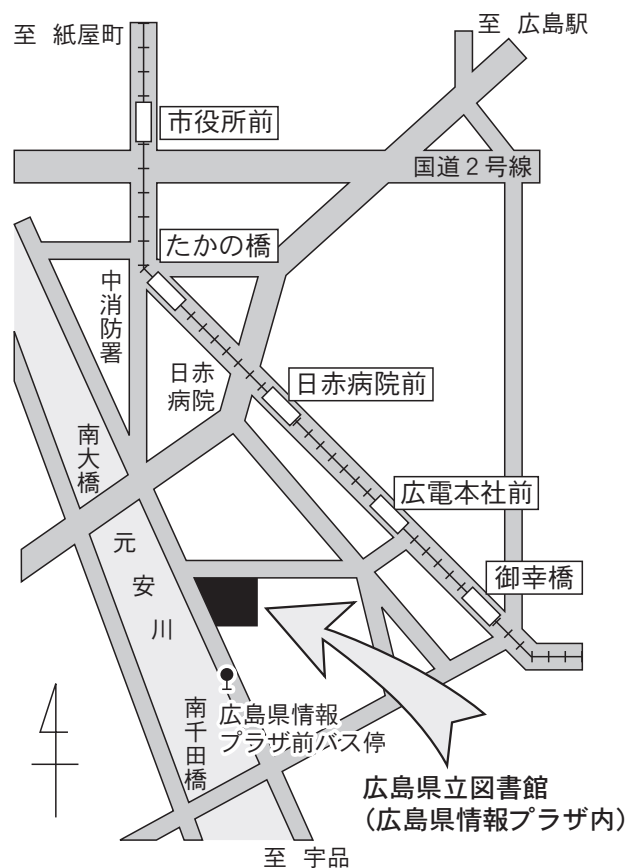 至 紙屋町
至 広島駅
市役所前
国道2号線
たかの橋
中消防署
日赤
病院
日赤病院前
南大橋
広電本社前
元安川
御幸橋
広島県情報
プラザ前バス停
南千田橋
広島県立図書館
(広島県情報プラザ内)
至 宇品